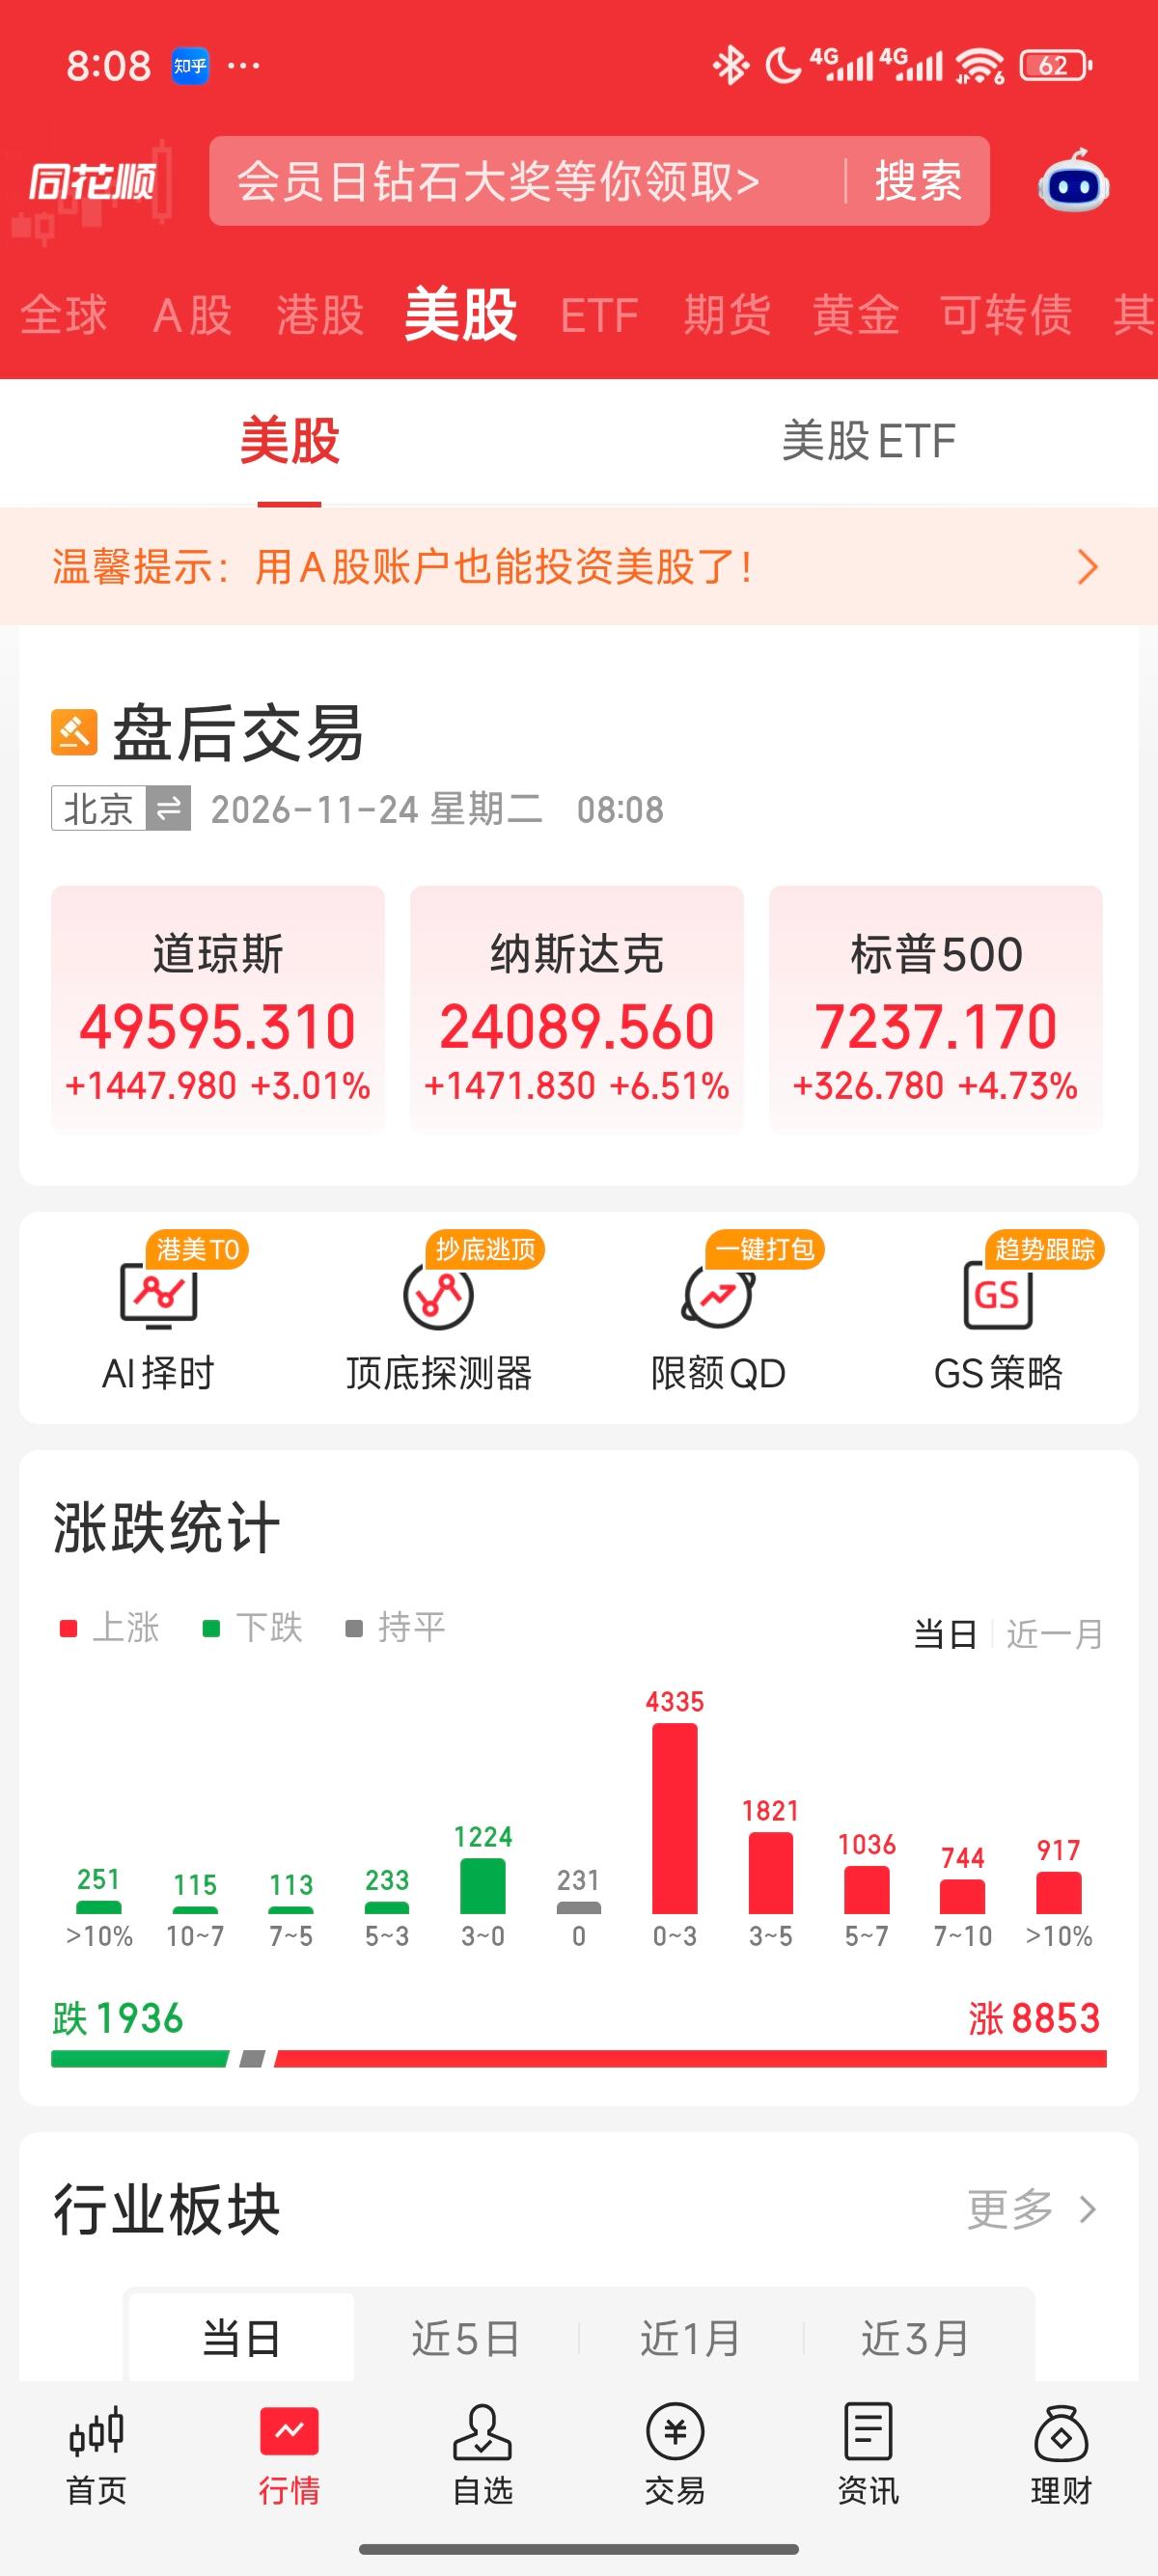 8:08 知乎 ··· 4G 4G 6 62
同花顺 会员日钻石大奖等你领取> 搜索
全球 A股 港股 美股 ETF 期货 黄金 可转债 其
美股 美股ETF
温馨提示：用A股账户也能投资美股了！
盘后交易
北京 2026-11-24 星期二 08:08
道琼斯 纳斯达克 标普500
49595.310 24089.560 7237.170
+1447.980 +3.01% +1471.830 +6.51% +326.780 +4.73%
港美T0 抄底逃顶 一键打包 趋势跟踪
GS
AI择时 顶底探测器 限额QD GS策略
涨跌统计
上涨 下跌 持平 当日 近一月
4335
1821
1224 1036
251 115 113 233 231 744 917
>10% 10~7 7~5 5~3 3~0 0 0~3 3~5 5~7 7~10 >10%
跌1936 涨8853
行业板块 更多
当日 近5日 近1月 近3月
首页 行情 自选 交易 资讯 理财